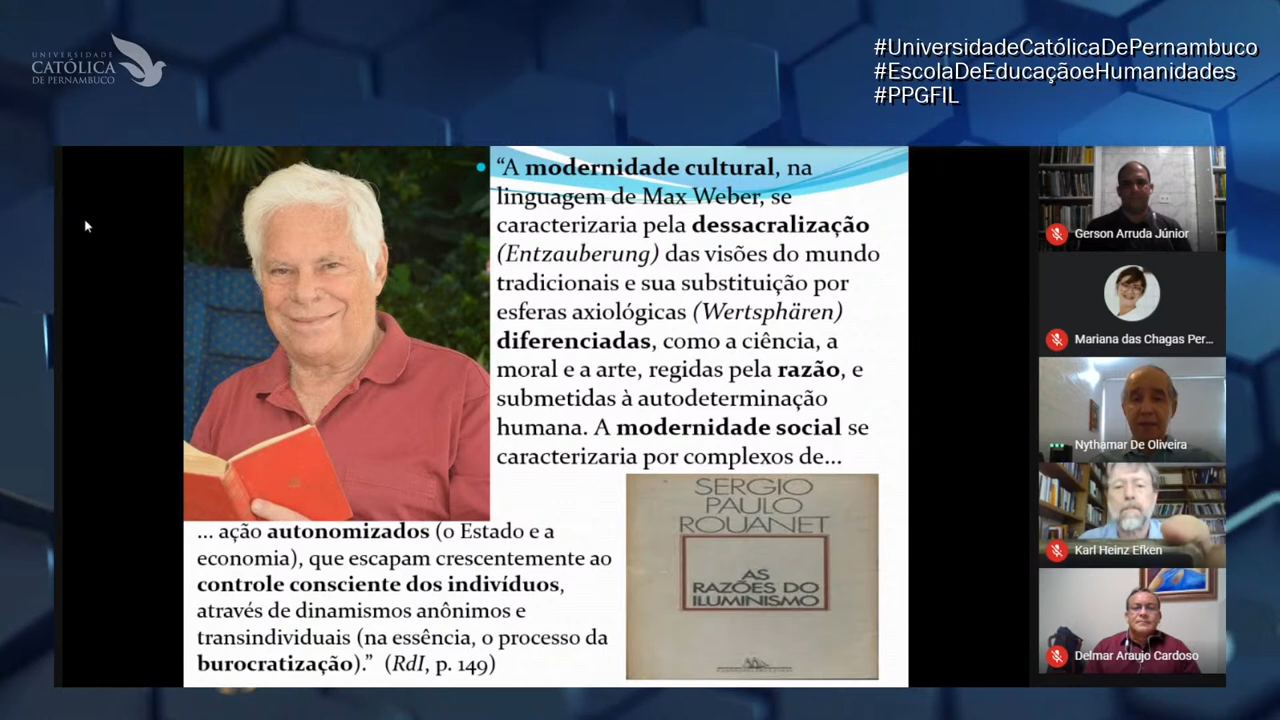 UNIVERSIDADE
CATÓLICA
DE PERNAMBUCO
#UniversidadeCatólicaDePernambuco
#EscolaDeEducaçãoeHumanidades
#PPGFIL
“A modernidade cultural, na
linguagem de Max Weber, se
caracterizaria pela dessacralização
(Entzauberung) das visões do mundo
tradicionais e sua substituição por
esferas axiológicas (Wertsphären)
diferenciadas, como a ciência, a
moral e a arte, regidas pela razão, e
submetidas à autodeterminação
humana. A modernidade social se
caracterizaria por complexos de...
... ação autonomizados (o Estado e a
economia), que escapam crescentemente ao
controle consciente dos indivíduos,
através de dinamismos anônimos e
transindividuais (na essência, o processo da
burocratização).” (RdI, p. 149)
SERGIO
PAULO
ROUANET
AS
RAZÕES DO
ILUMINISMO
Gerson Arruda Júnior
Mariana das Chagas Per...
Nythamar De Oliveira
Karl Heinz Efken
Delmar Araujo Cardoso